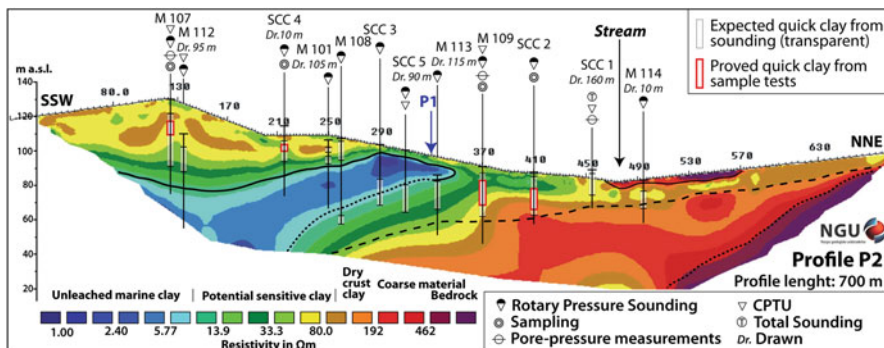 M 107
M 112
Dr. 95 m
SCC 4
Dr.10 m
M 101
Dr. 105 m
M 108
SCC 3
SCC 5
Dr. 90 m
M 113
Dr. 115 m
P1
M 109
SCC 2
Stream
SCC 1
Dr. 160 m
M 114
Dr. 10 m
Expected quick clay from
sounding (transparent)
Proved quick clay from
sample tests
m a.s.l.
140
120
100
80
60
40
20
SSW
NNE
80.0
130
170
210
250
290
370
410
450
490
530
570
630
NGU
Profile P2
Profile lenght: 700 m
Unleached marine clay
Potential sensitive clay
Dry
crust
clay
Coarse material
Bedrock
1.00
2.40
5.77
13.9
33.3
80.0
192
462
Resistivity in Ωm
Rotary Pressure Sounding
Sampling
Pore-pressure measurements
CPTU
Total Sounding
Dr. Drawn